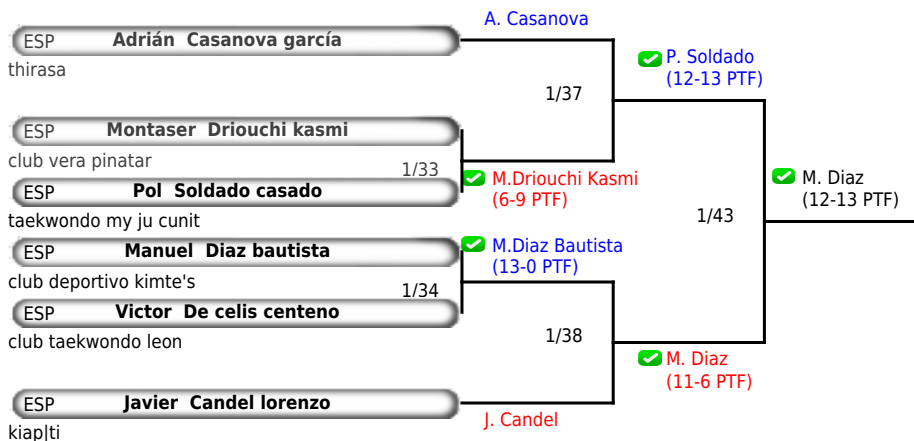 A. Casanova
ESP Adrián Casanova garcía
thirasa
P. Soldado
(12-13 PTF)
1/37
ESP Montaser Driouchi kasmi
club vera pinatar
1/33
M.Driouchi Kasmi
(6-9 PTF)
ESP Pol Soldado casado
taekwondo my ju cunit
M. Diaz
(12-13 PTF)
1/43
ESP Manuel Diaz bautista
M.Diaz Bautista
(13-0 PTF)
club deportivo kimte's
1/34
ESP Victor De celis centeno
club taekwondo leon
1/38
M. Diaz
(11-6 PTF)
ESP Javier Candel lorenzo
J. Candel
kiap|ti